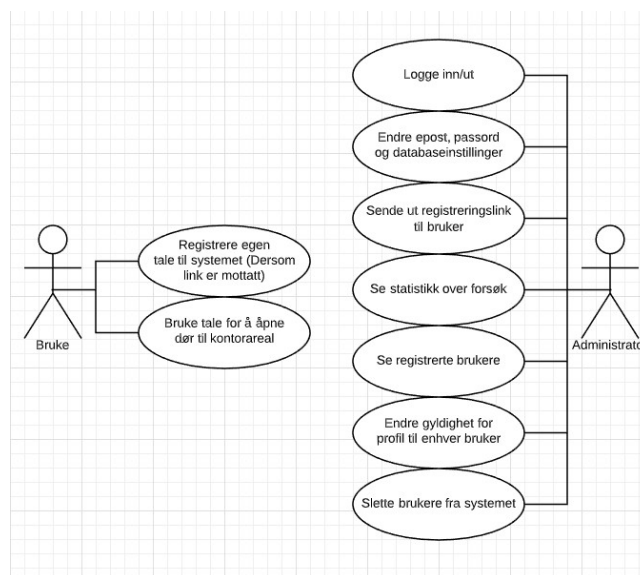 Logge inn/ut
Endre epost, passord
og databaseinstillinger
Sende ut registreringslink
til bruker
Registrere egen
tale til systemet (Dersom
link er mottatt)
Se statistikk over forsøk
Bruke tale for å åpne
dør til kontorareal
Bruke
Administrato
Se registrerte brukere
Endre gyldighet for
profil til enhver bruker
Slette brukere fra systemet